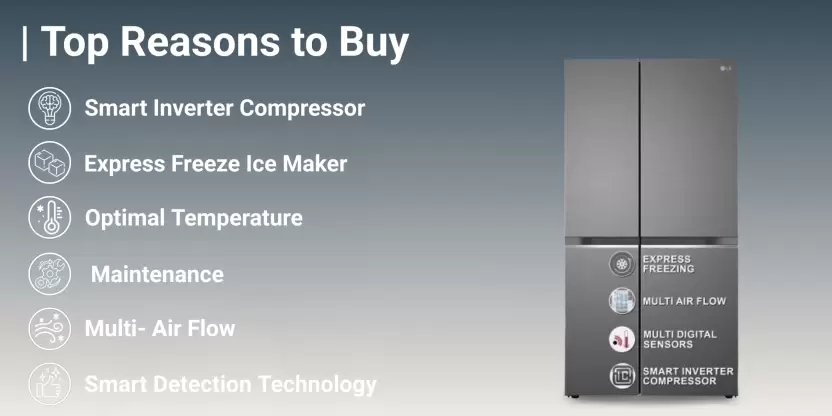 | Top Reasons to Buy
Smart Inverter Compressor
Express Freeze Ice Maker
Optimal Temperature
Maintenance
Multi- Air Flow
Smart Detection Technology
LG
EXPRESS
FREEZING
MULTI AIR FLOW
MULTI DIGITAL
SENSORS
SMART INVERTER
COMPRESSOR